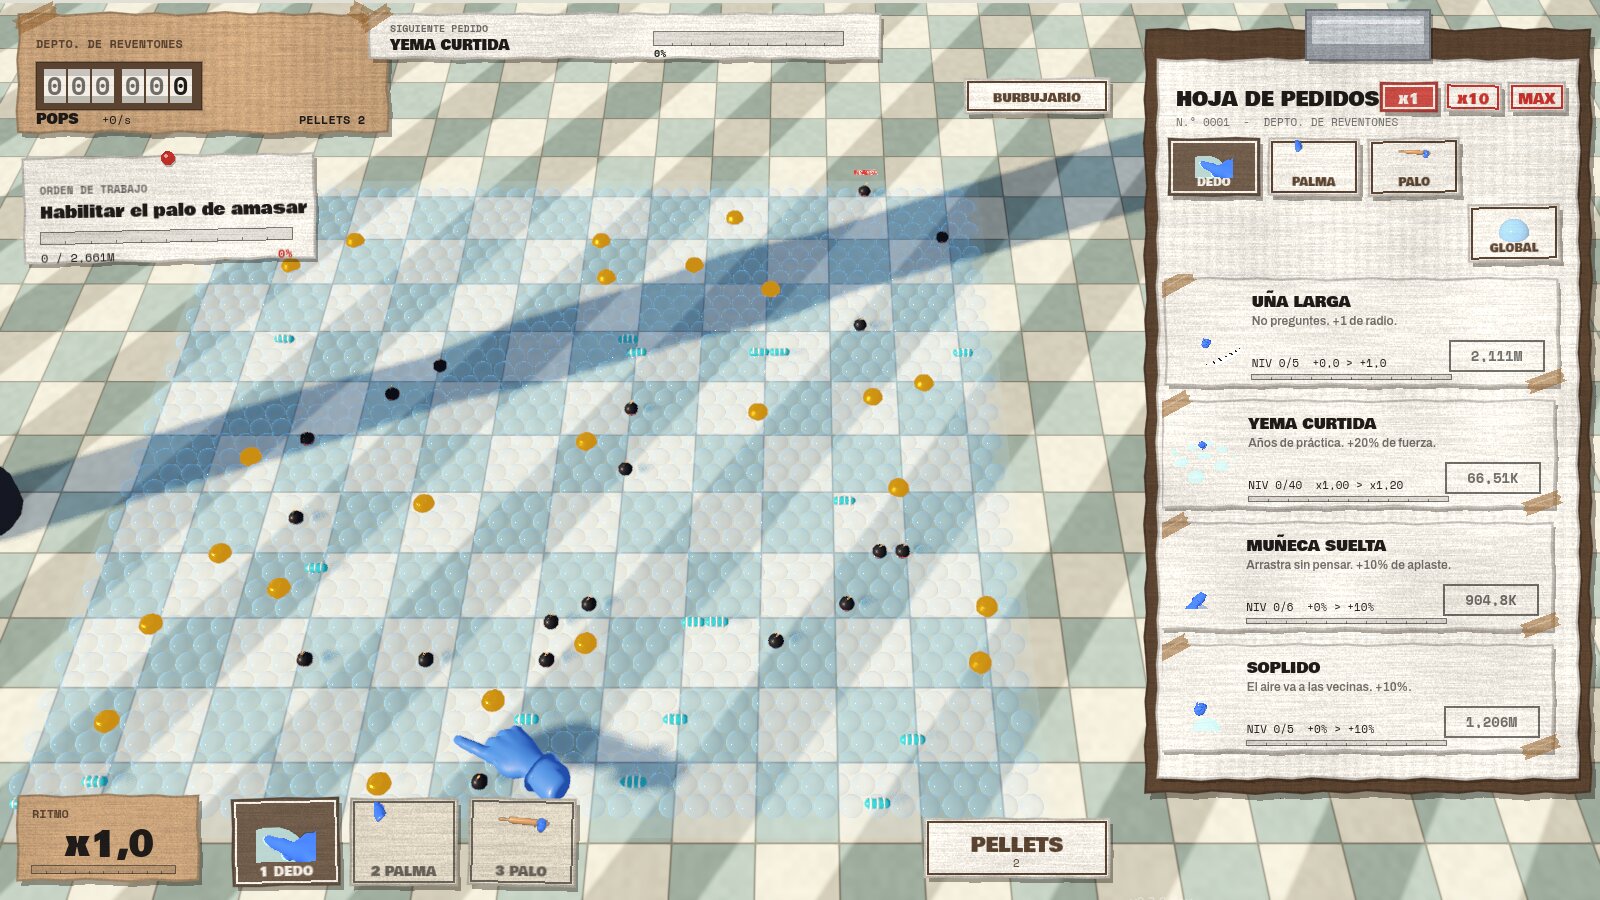 DEPTO. DE REVENTONES
000 000
POPS +0/s PELLETS 2
SIGUIENTE PEDIDO
YEMA CURTIDA
0%
BURBUJARIO
ORDEN DE TRABAJO
Habilitar el palo de amasar
0 / 2,661M 0%
HOJA DE PEDIDOS x1 x10 MAX
N.° 0001 - DEPTO. DE REVENTONES
DEDO PALMA PALO
GLOBAL
UÑA LARGA
No preguntes. +1 de radio.
NIV 0/5 +0,0 > +1,0 2,111M
YEMA CURTIDA
Años de práctica. +20% de fuerza.
NIV 0/40 x1,00 > x1,20 66,51K
MUÑECA SUELTA
Arrastra sin pensar. +10% de aplaste.
NIV 0/6 +0% > +10% 904,8K
SOPLIDO
El aire va a las vecinas. +10%.
NIV 0/5 +0% > +10% 1,206M
RITMO
x1,0
1 DEDO 2 PALMA 3 PALO
PELLETS
2